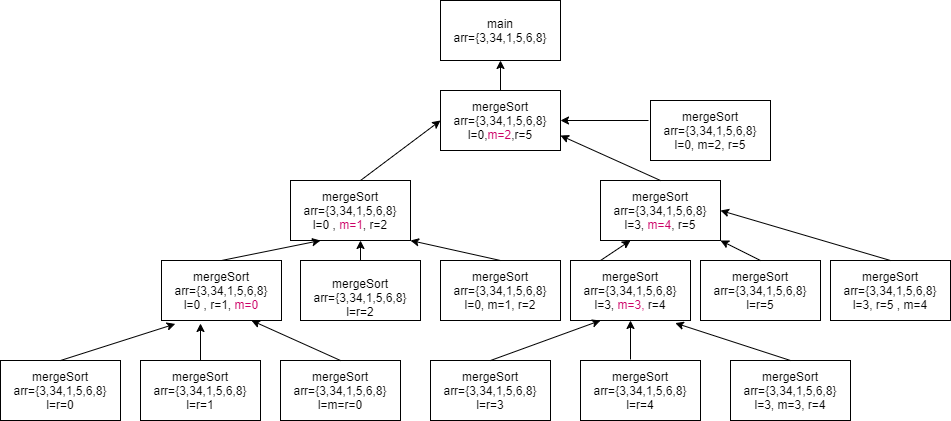 main
arr={3,34,1,5,6,8}
mergeSort
arr={3,34,1,5,6,8}
l=0,m=2,r=5
mergeSort
arr={3,34,1,5,6,8}
l=0, m=2, r=5
mergeSort
arr={3,34,1,5,6,8}
l=0 , m=1, r=2
mergeSort
arr={3,34,1,5,6,8}
l=3, m=4, r=5
mergeSort
arr={3,34,1,5,6,8}
l=0 , r=1, m=0
mergeSort
arr={3,34,1,5,6,8}
l=r=2
mergeSort
arr={3,34,1,5,6,8}
l=0, m=1, r=2
mergeSort
arr={3,34,1,5,6,8}
l=3, m=3, r=4
mergeSort
arr={3,34,1,5,6,8}
l=r=5
mergeSort
arr={3,34,1,5,6,8}
l=3, r=5 , m=4
mergeSort
arr={3,34,1,5,6,8}
l=r=0
mergeSort
arr={3,34,1,5,6,8}
l=r=1
mergeSort
arr={3,34,1,5,6,8}
l=m=r=0
mergeSort
arr={3,34,1,5,6,8}
l=r=3
mergeSort
arr={3,34,1,5,6,8}
l=r=4
mergeSort
arr={3,34,1,5,6,8}
l=3, m=3, r=4